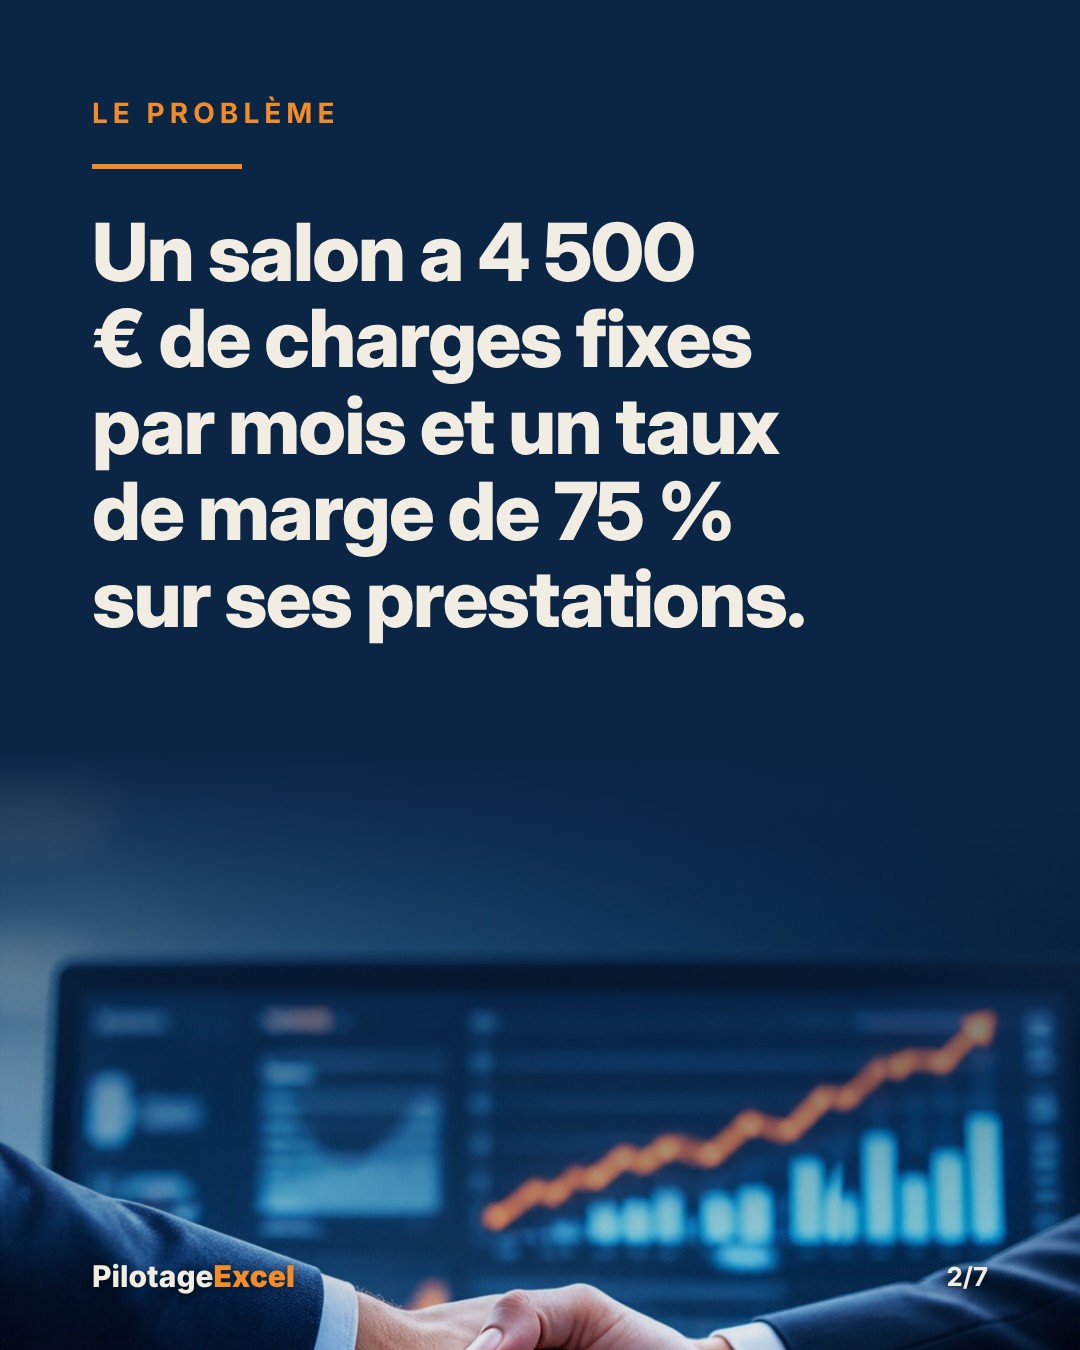 LE PROBLÈME
Un salon a 4 500
€ de charges fixes
par mois et un taux
de marge de 75 %
sur ses prestations.
PilotageExcel
2/7